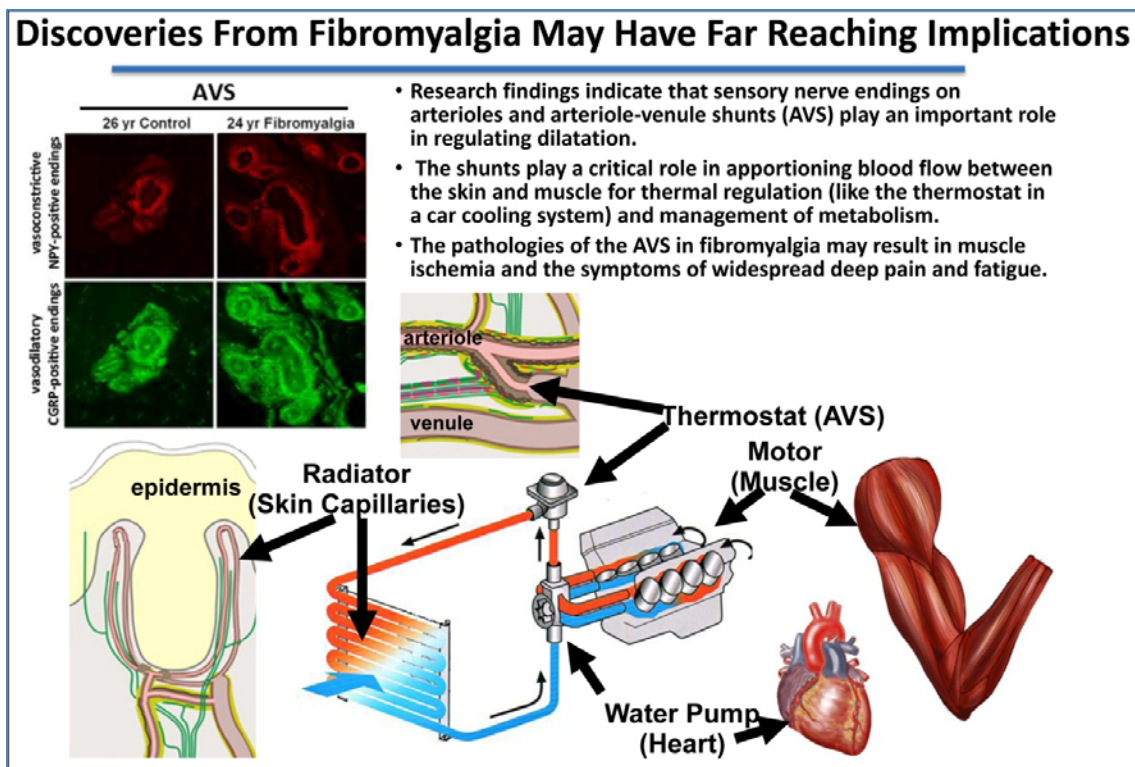 Discoveries From Fibromyalgia May Have Far Reaching Implications
AVS
26 yr Control
24 yr Fibromyalgia
vasoconstrictive
NPY-positive endings
vasodilatory
CGRP-positive endings
• Research findings indicate that sensory nerve endings on
arterioles and arteriole-venule shunts (AVS) play an important role
in regulating dilatation.
• The shunts play a critical role in apportioning blood flow between
the skin and muscle for thermal regulation (like the thermostat in
a car cooling system) and management of metabolism.
• The pathologies of the AVS in fibromyalgia may result in muscle
ischemia and the symptoms of widespread deep pain and fatigue.
arteriole
venule
Thermostat (AVS)
Motor
(Muscle)
epidermis
Radiator
(Skin Capillaries)
Water Pump
(Heart)